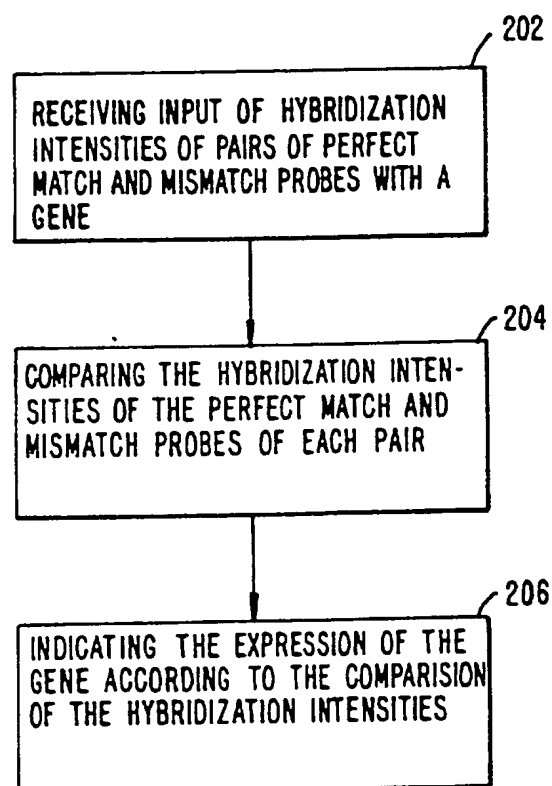 202
RECEIVING INPUT OF HYBRIDIZATION
INTENSITIES OF PAIRS OF PERFECT
MATCH AND MISMATCH PROBES WITH A
GENE
204
COMPARING THE HYBRIDIZATION INTEN-
SITIES OF THE PERFECT MATCH AND
MISMATCH PROBES OF EACH PAIR
206
INDICATING THE EXPRESSION OF THE
GENE ACCORDING TO THE COMPARISION
OF THE HYBRIDIZATION INTENSITIES